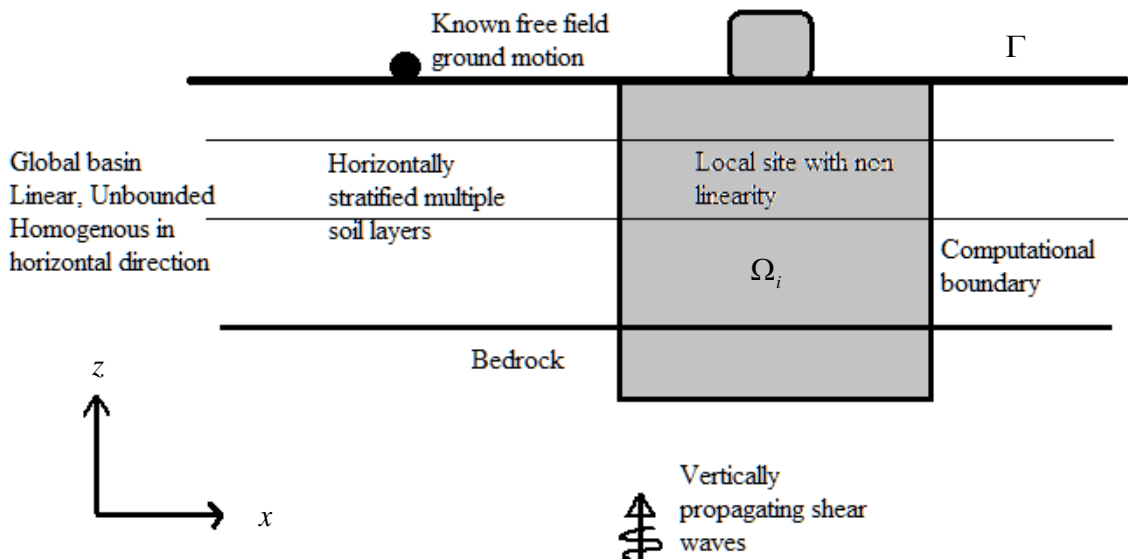 Known free field
ground motion
Γ
Global basin
Linear, Unbounded
Homogenous in
horizontal direction
Horizontally
stratified multiple
soil layers
Local site with non
linearity
Ω_i
Computational
boundary
Bedrock
z
x
Vertically
propagating shear
waves